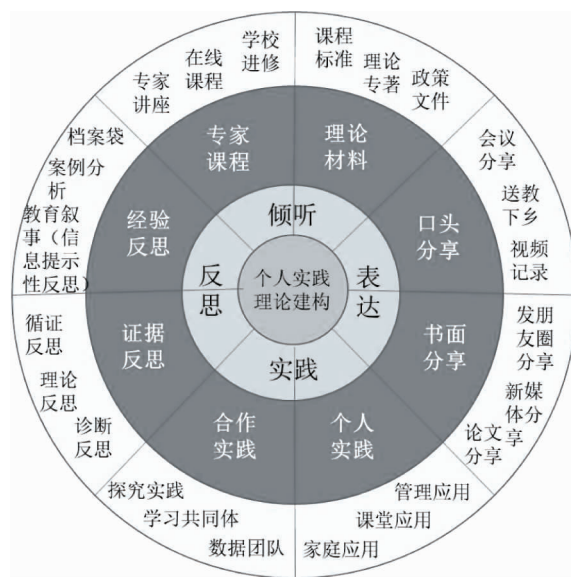 个人实践
理论建构
倾听
表达
实践
反思
专家
课程
理论
材料
口头
分享
书面
分享
个人
实践
合作
实践
证据
反思
经验
反思
专家
讲座
在线
课程
学校
进修
课程
标准
理论
专著
政策
文件
会议
分享
送教
下乡
视频
记录
发朋
友圈
分享
新媒
体分
享
论文
分享
管理应用
课堂应用
家庭应用
数据团队
学习共同体
探究实践
诊断
反思
理论
反思
循证
反思
档案袋
案例分
析
教育叙
事（信
息提示
性反思）